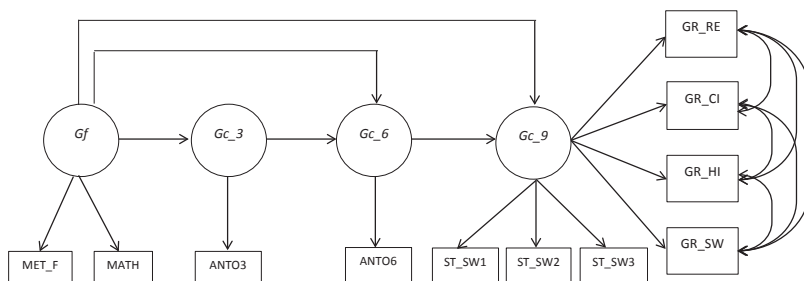 GR_RE
GR_CI
Gf
Gc_3
Gc_6
Gc_9
GR_HI
GR_SW
MET_F
MATH
ANTO3
ANTO6
ST_SW1
ST_SW2
ST_SW3